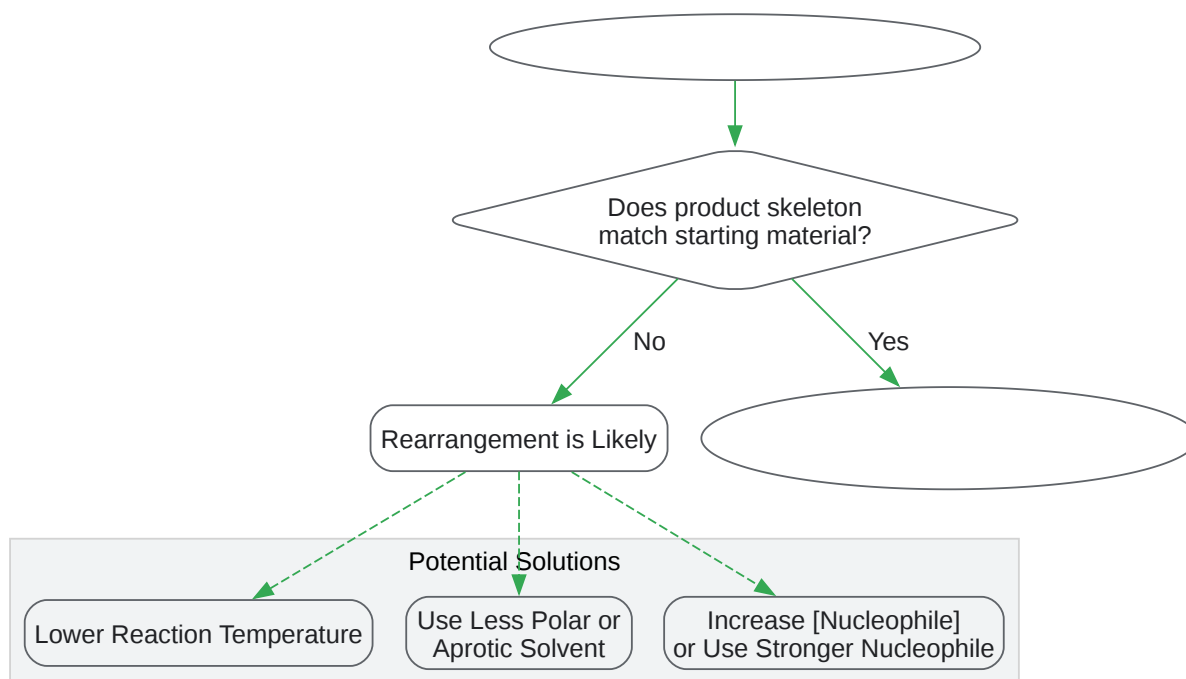 Does product skeleton
match starting material?
No
Yes
Rearrangement is Likely
Potential Solutions
Lower Reaction Temperature
Use Less Polar or
Aprotic Solvent
Increase [Nucleophile]
or Use Stronger Nucleophile